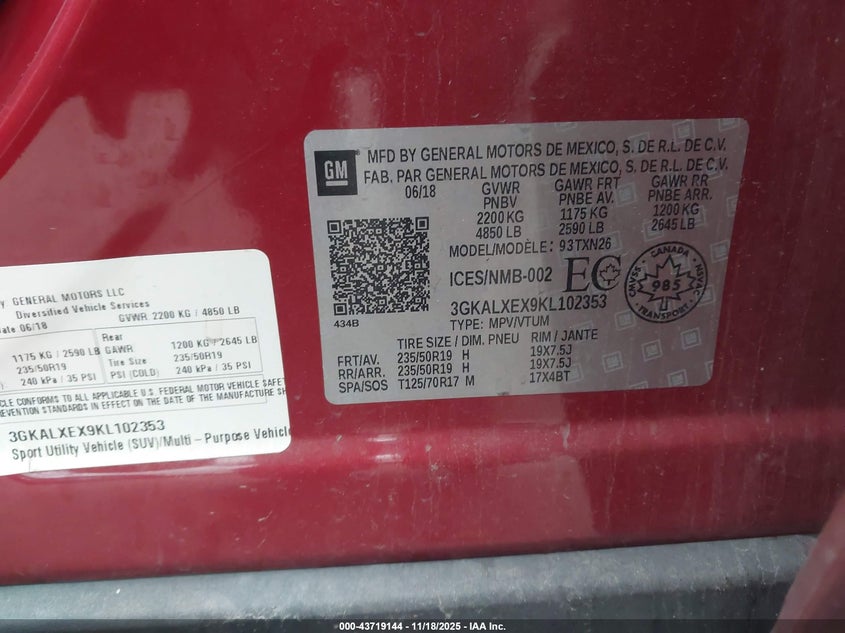 GM
MFD BY GENERAL MOTORS DE MEXICO, S. DE R.L. DE C.V.
FAB. PAR GENERAL MOTORS DE MEXICO, S. DE R.L. DE C.V.
06/18 GVWR GAWR FRT GAWR RR
PNBV PNBE AV. PNBE ARR.
2200 KG 1175 KG 1200 KG
4850 LB 2590 LB 2645 LB
MODEL/MODÈLE: 93TXN26
ICES/NMB-002 EC
CANADA
CMVSS 985 NSVAC
TRANSPORT
3GKALXEX9KL102353
434B TYPE: MPV/VTUM
TIRE SIZE / DIM. PNEU RIM / JANTE
FRT/AV. 235/50R19 H 19X7.5J
RR/ARR. 235/50R19 H 19X7.5J
SPA/SOS T125/70R17 M 17X4BT
y GENERAL MOTORS LLC
Diversified Vehicle Services
ate 06/18 GVWR 2200 KG / 4850 LB
Rear
1175 KG / 2590 LB GAWR 1200 KG 2645 LB
235/50R19 Tire Size 235/50R19
240 kPa / 35 PSI PSI (COLD) 240 kPa / 35 PSI
LE CONFORMS TO ALL APPLICABLE U.S. FEDERAL MOTOR VEHICLE SAFET
STANDARDS IN EFFECT ON THE DATE OF MANUFACTURE SH
3GKALXEX9KL102353
Sport Utility Vehicle (SUV)/Multi - Purpose Vehicle
000-43719144 - 11/18/2025 - IAA Inc.